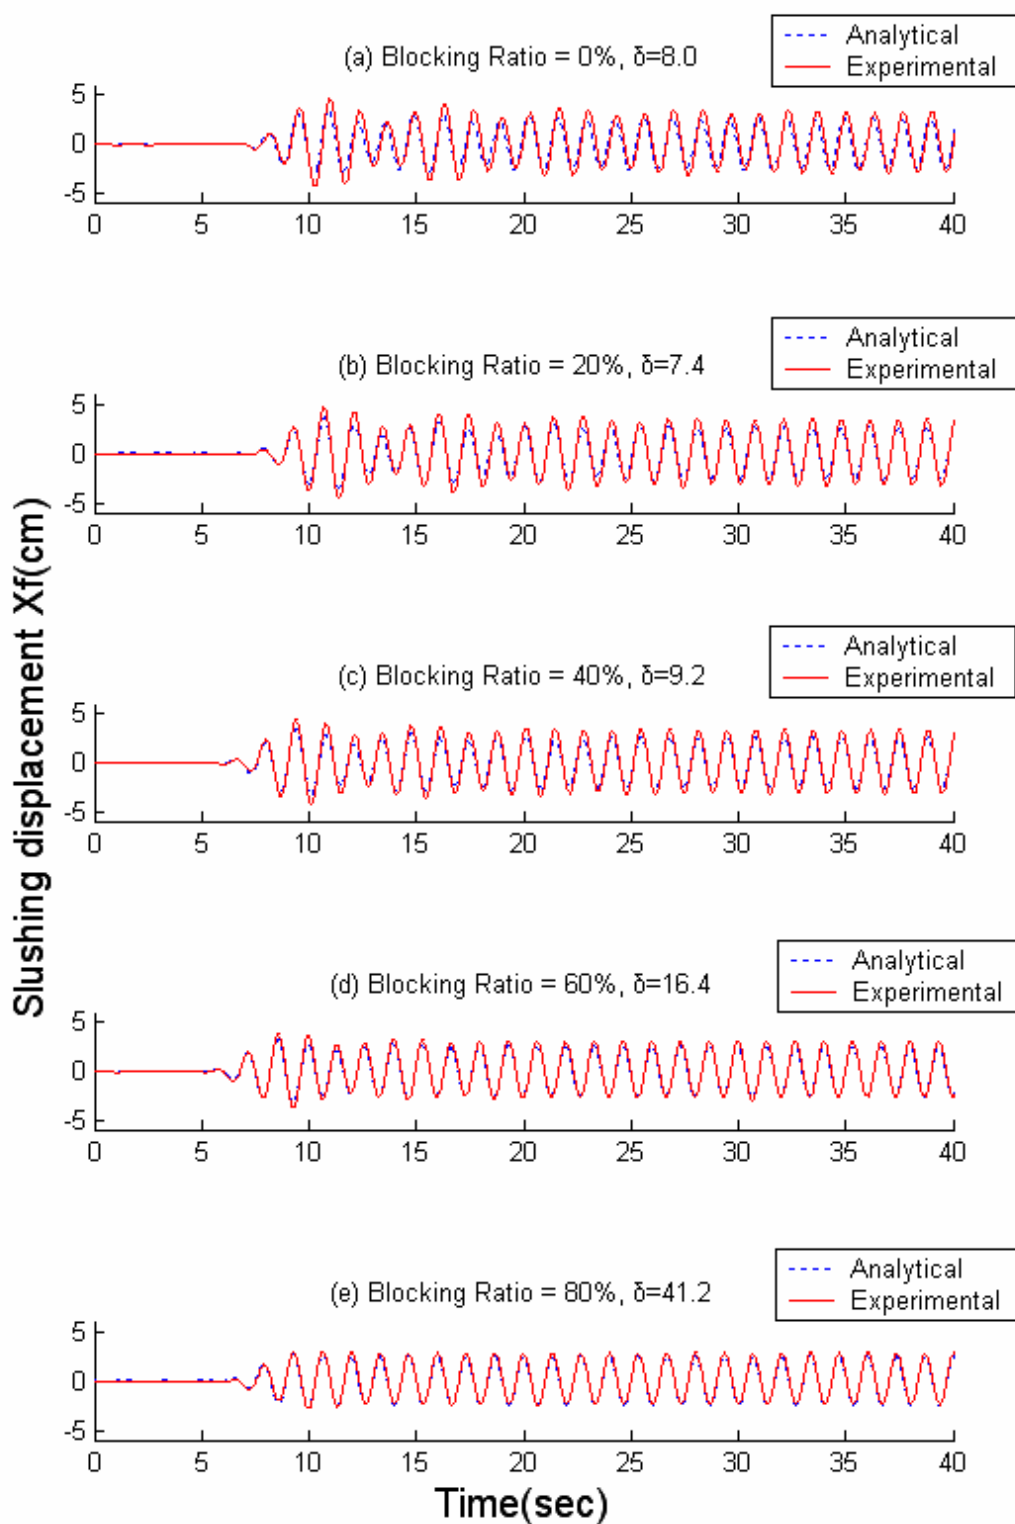 Analytical
Experimental
(a) Blocking Ratio = 0%, δ=8.0
5
0
-5
0 5 10 15 20 25 30 35 40
Analytical
Experimental
(b) Blocking Ratio = 20%, δ=7.4
5
0
-5
0 5 10 15 20 25 30 35 40
Slushing displacement Xf(cm)
Analytical
Experimental
(c) Blocking Ratio = 40%, δ=9.2
5
0
-5
0 5 10 15 20 25 30 35 40
Analytical
Experimental
(d) Blocking Ratio = 60%, δ=16.4
5
0
-5
0 5 10 15 20 25 30 35 40
Analytical
Experimental
(e) Blocking Ratio = 80%, δ=41.2
5
0
-5
0 5 10 15 20 25 30 35 40
Time(sec)